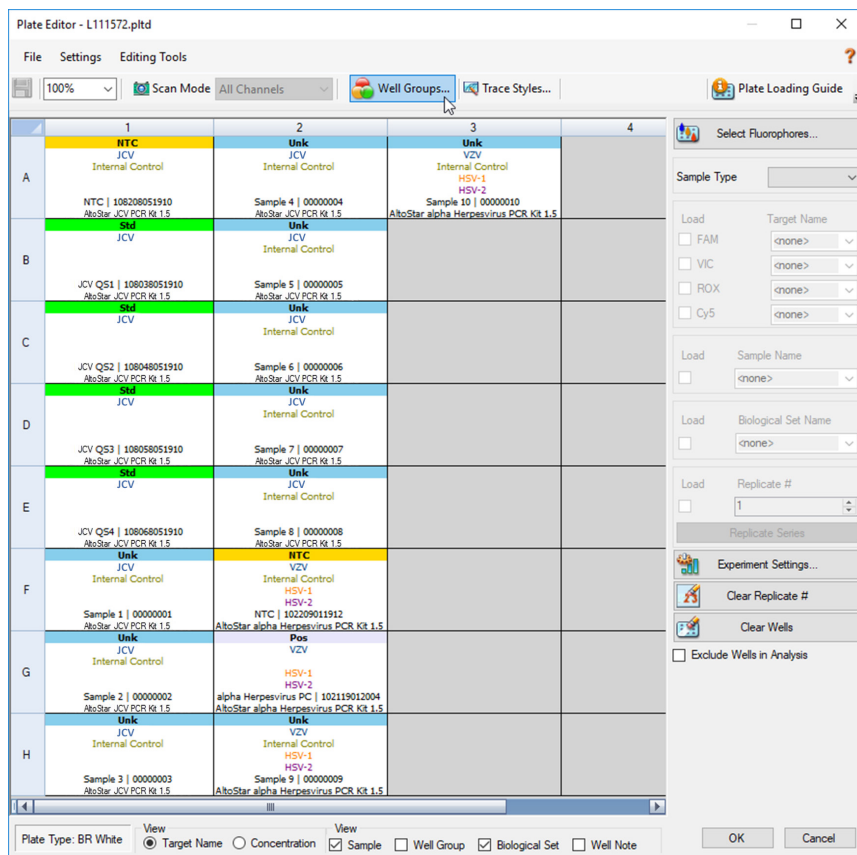 Plate Editor - L111572.pltd
File Settings Editing Tools
100% Scan Mode All Channels Well Groups... Trace Styles... Plate Loading Guide
1 2 3 4
A
NTC
JCV
Internal Control
NTC | 108208051910
AltoStar JCV PCR Kit 1.5
Unk
JCV
Internal Control
Sample 4 | 00000004
AltoStar JCV PCR Kit 1.5
Unk
VZV
Internal Control
HSV-1
HSV-2
Sample 10 | 00000010
AltoStar alpha Herpesvirus PCR Kit 1.5
B
Std
JCV
JCV QS1 | 108038051910
AltoStar JCV PCR Kit 1.5
Unk
JCV
Internal Control
Sample 5 | 00000005
AltoStar JCV PCR Kit 1.5
C
Std
JCV
JCV QS2 | 108048051910
AltoStar JCV PCR Kit 1.5
Unk
JCV
Internal Control
Sample 6 | 00000006
AltoStar JCV PCR Kit 1.5
D
Std
JCV
JCV QS3 | 108058051910
AltoStar JCV PCR Kit 1.5
Unk
JCV
Internal Control
Sample 7 | 00000007
AltoStar JCV PCR Kit 1.5
E
Std
JCV
JCV QS4 | 108068051910
AltoStar JCV PCR Kit 1.5
Unk
JCV
Internal Control
Sample 8 | 00000008
AltoStar JCV PCR Kit 1.5
F
Unk
JCV
Internal Control
Sample 1 | 00000001
AltoStar JCV PCR Kit 1.5
NTC
VZV
Internal Control
HSV-1
HSV-2
NTC | 102209011912
AltoStar alpha Herpesvirus PCR Kit 1.5
G
Unk
JCV
Internal Control
Sample 2 | 00000002
AltoStar JCV PCR Kit 1.5
Pos
VZV
HSV-1
HSV-2
alpha Herpesvirus PC | 102119012004
AltoStar alpha Herpesvirus PCR Kit 1.5
H
Unk
JCV
Internal Control
Sample 3 | 00000003
AltoStar JCV PCR Kit 1.5
Unk
VZV
Internal Control
HSV-1
HSV-2
Sample 9 | 00000009
AltoStar alpha Herpesvirus PCR Kit 1.5
Select Fluorophores...
Sample Type
Load Target Name
FAM <none>
VIC <none>
ROX <none>
Cy5 <none>
Load Sample Name
<none>
Load Biological Set Name
<none>
Load Replicate #
1
Replicate Series
Experiment Settings...
Clear Replicate #
Clear Wells
Exclude Wells in Analysis
Plate Type: BR White
View
Target Name Concentration
View
Sample Well Group Biological Set Well Note
OK Cancel